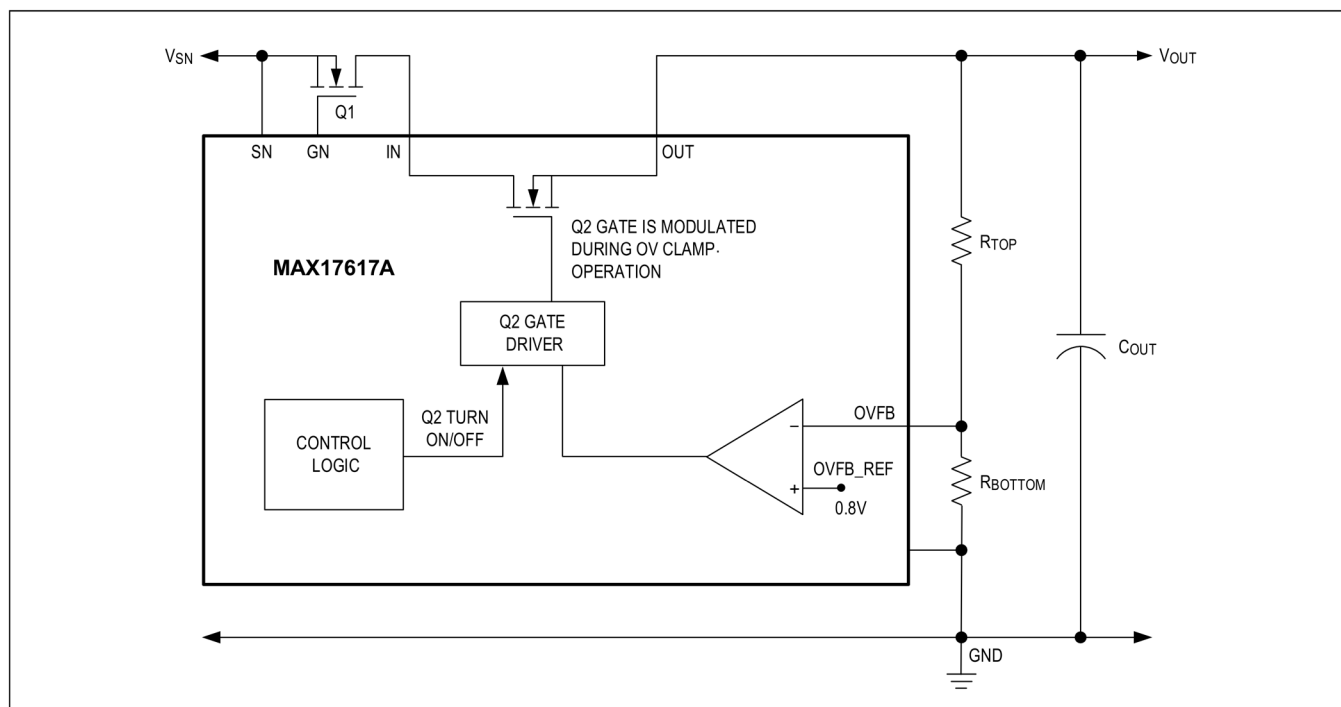 VSN
VOUT
Q1
SN
GN
IN
OUT
Q2 GATE IS MODULATED
DURING OV CLAMP.
OPERATION
RTOP
MAX17617A
Q2 GATE
DRIVER
COUT
OVFB
Q2 TURN
ON/OFF
CONTROL
LOGIC
OVFB_REF
−
+
0.8V
RBOTTOM
GND